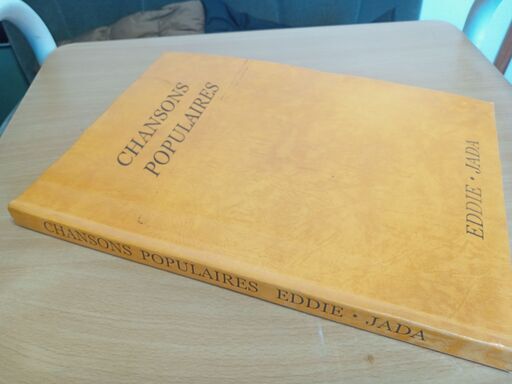 CHANSONS
POPULAIRES
EDDIE · JADA
CHANSONS POPULAIRES EDDIE · JADA